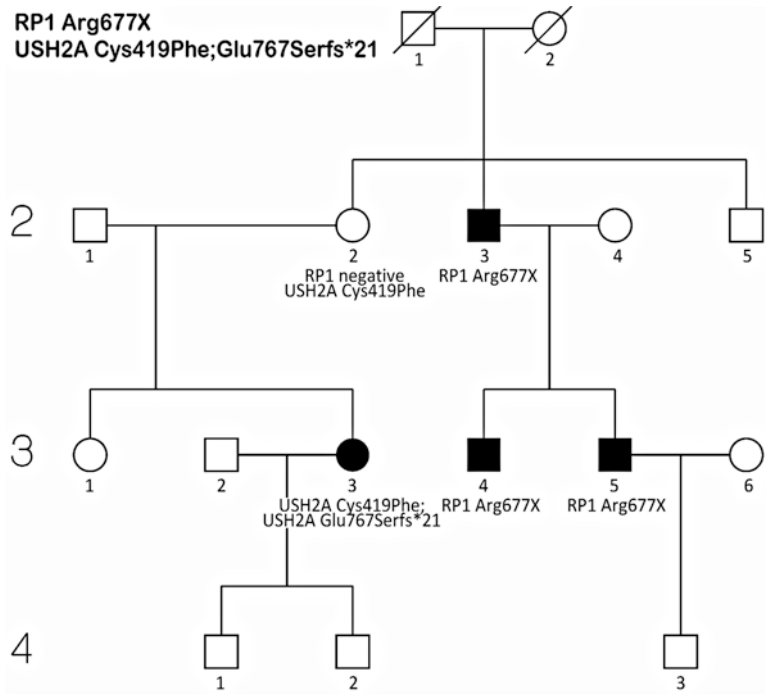 RP1 Arg677X
USH2A Cys419Phe;Glu767Serfs*21
1 2
2
1 2 3 4 5
RP1 negative
USH2A Cys419Phe
RP1 Arg677X
3
1 2 3 4 5 6
USH2A Cys419Phe;
USH2A Glu767Serfs*21
RP1 Arg677X
RP1 Arg677X
4
1 2 3